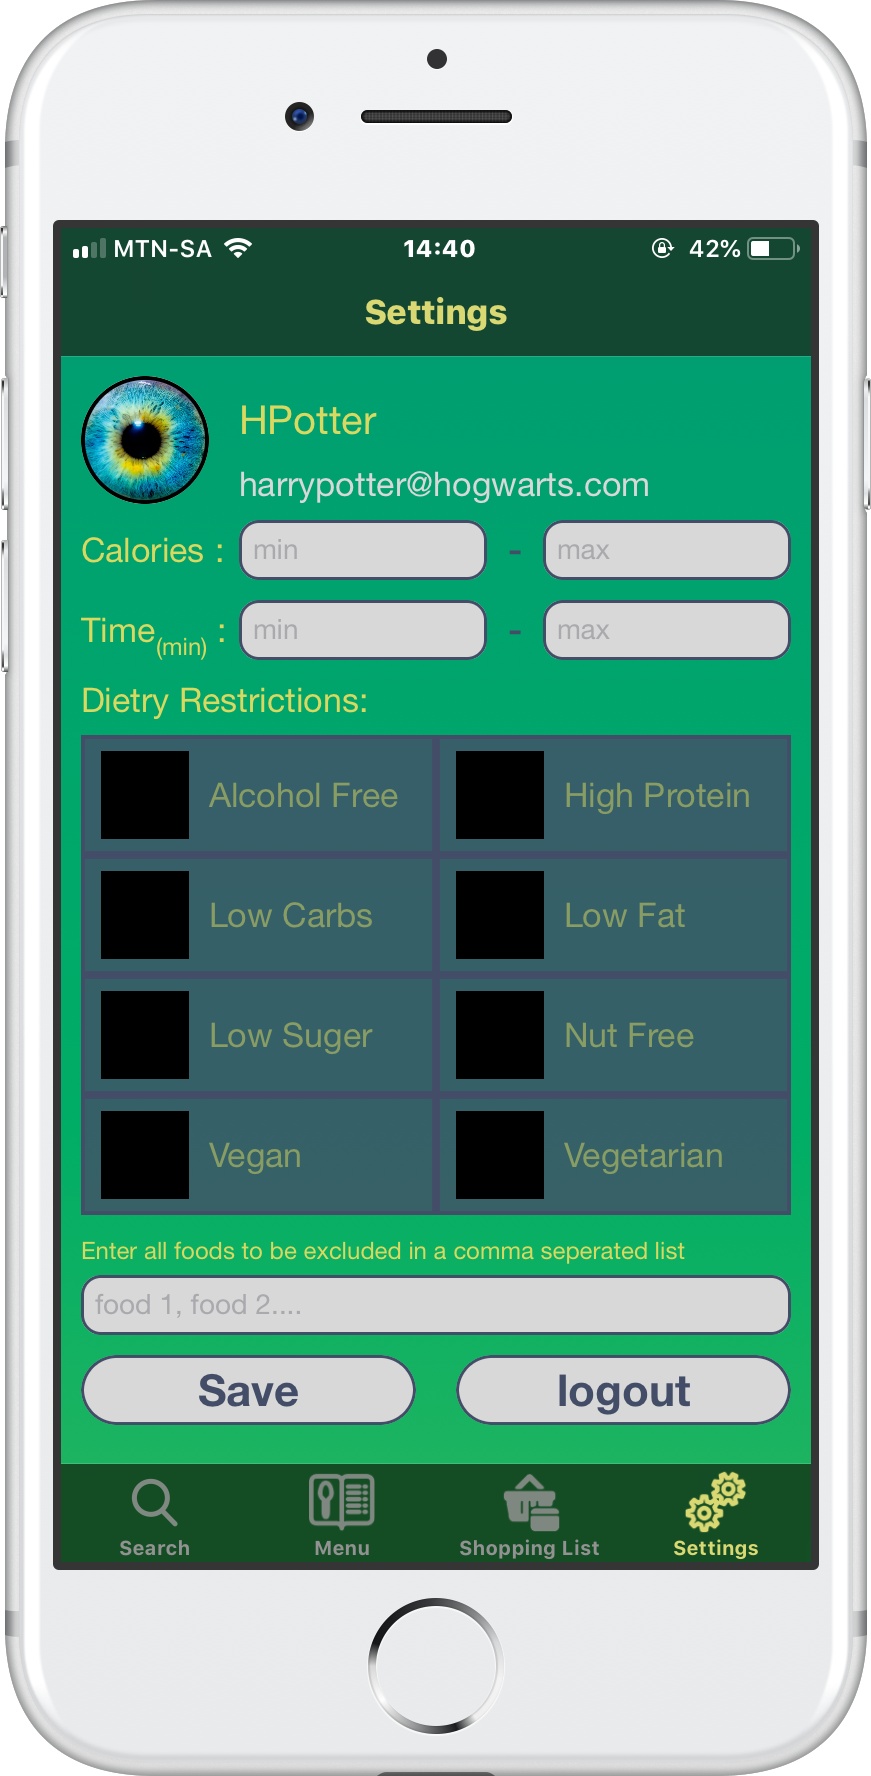 MTN-SA 14:40 42%
Settings
HPotter
harrypotter@hogwarts.com
Calories : min - max
Time(min) : min - max
Dietry Restrictions:
Alcohol Free High Protein
Low Carbs Low Fat
Low Suger Nut Free
Vegan Vegetarian
Enter all foods to be excluded in a comma seperated list
food 1, food 2....
Save logout
Search Menu Shopping List Settings